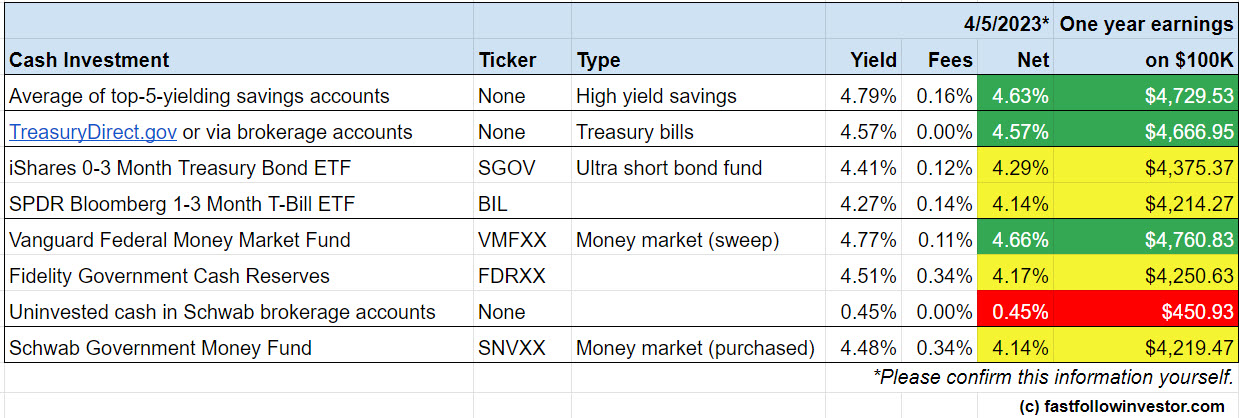 4/5/2023* One year earnings
Cash Investment Ticker Type Yield Fees Net on $100K
Average of top-5-yielding savings accounts None High yield savings 4.79% 0.16% 4.63% $4,729.53
TreasuryDirect.gov or via brokerage accounts None Treasury bills 4.57% 0.00% 4.57% $4,666.95
iShares 0-3 Month Treasury Bond ETF SGOV Ultra short bond fund 4.41% 0.12% 4.29% $4,375.37
SPDR Bloomberg 1-3 Month T-Bill ETF BIL 4.27% 0.14% 4.14% $4,214.27
Vanguard Federal Money Market Fund VMFXX Money market (sweep) 4.77% 0.11% 4.66% $4,760.83
Fidelity Government Cash Reserves FDRXX 4.51% 0.34% 4.17% $4,250.63
Uninvested cash in Schwab brokerage accounts None 0.45% 0.00% 0.45% $450.93
Schwab Government Money Fund SNVXX Money market (purchased) 4.48% 0.34% 4.14% $4,219.47
*Please confirm this information yourself.
(c) fastfollowinvestor.com